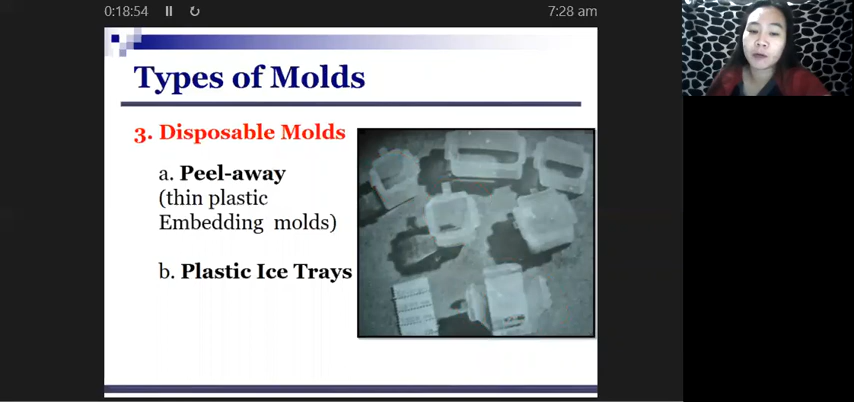 0:18:54
7:28 am
Types of Molds
3. Disposable Molds
a. Peel-away
(thin plastic
Embedding molds)
b. Plastic Ice Trays